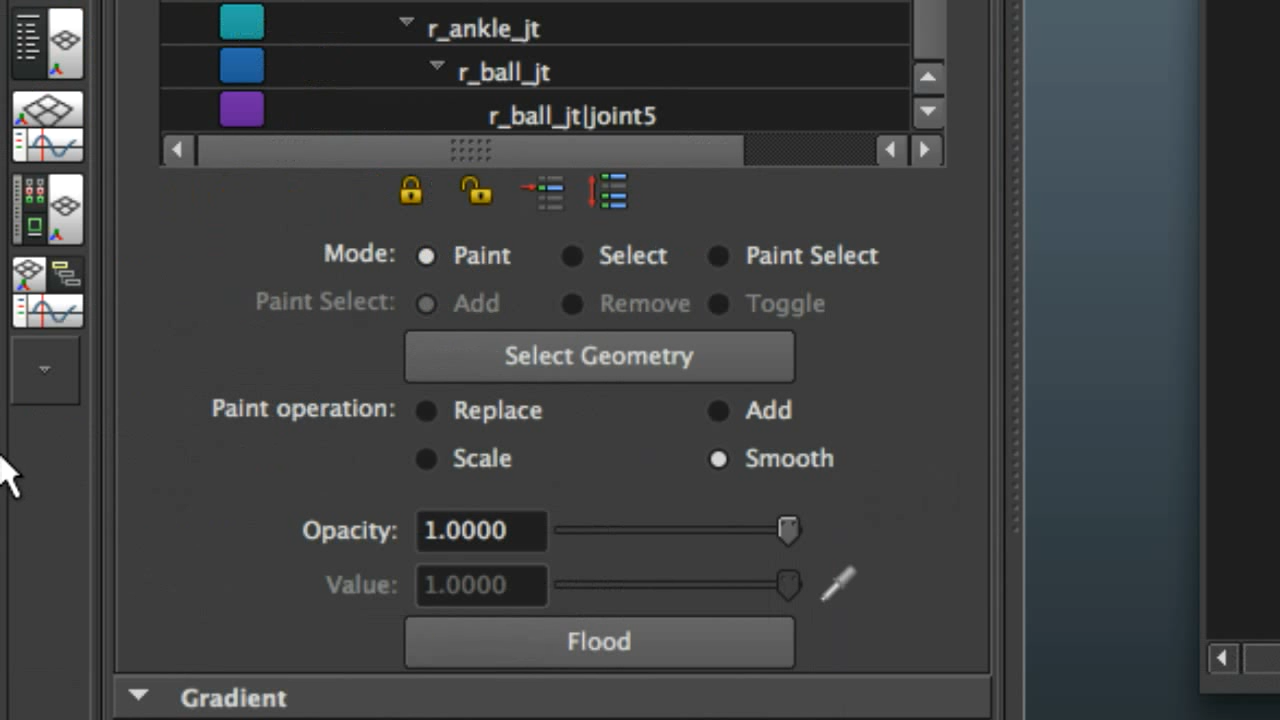 r_ankle_jt
r_ball_jt
r_ball_jt|joint5
Mode: Paint Select Paint Select
Paint Select: Add Remove Toggle
Select Geometry
Paint operation: Replace Add
Scale Smooth
Opacity: 1.0000
Value: 1.0000
Flood
Gradient